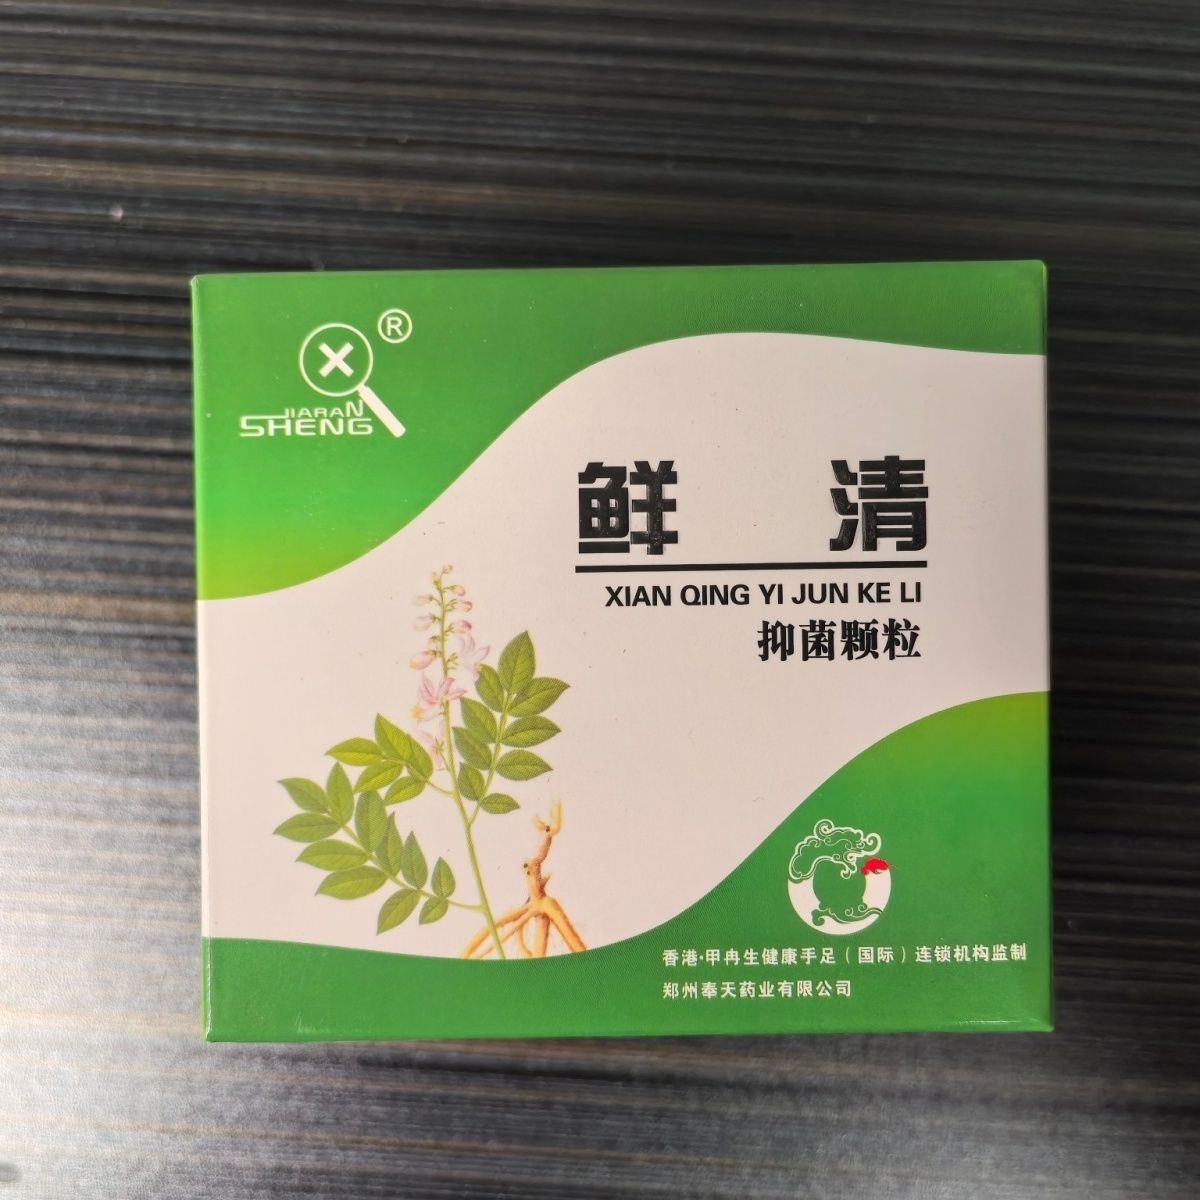 ®
JIARAN
SHENG
鲜 清
XIAN QING YI JUN KE LI
抑菌颗粒
香港·甲冉生健康手足（国际）连锁机构监制
郑州奉天药业有限公司